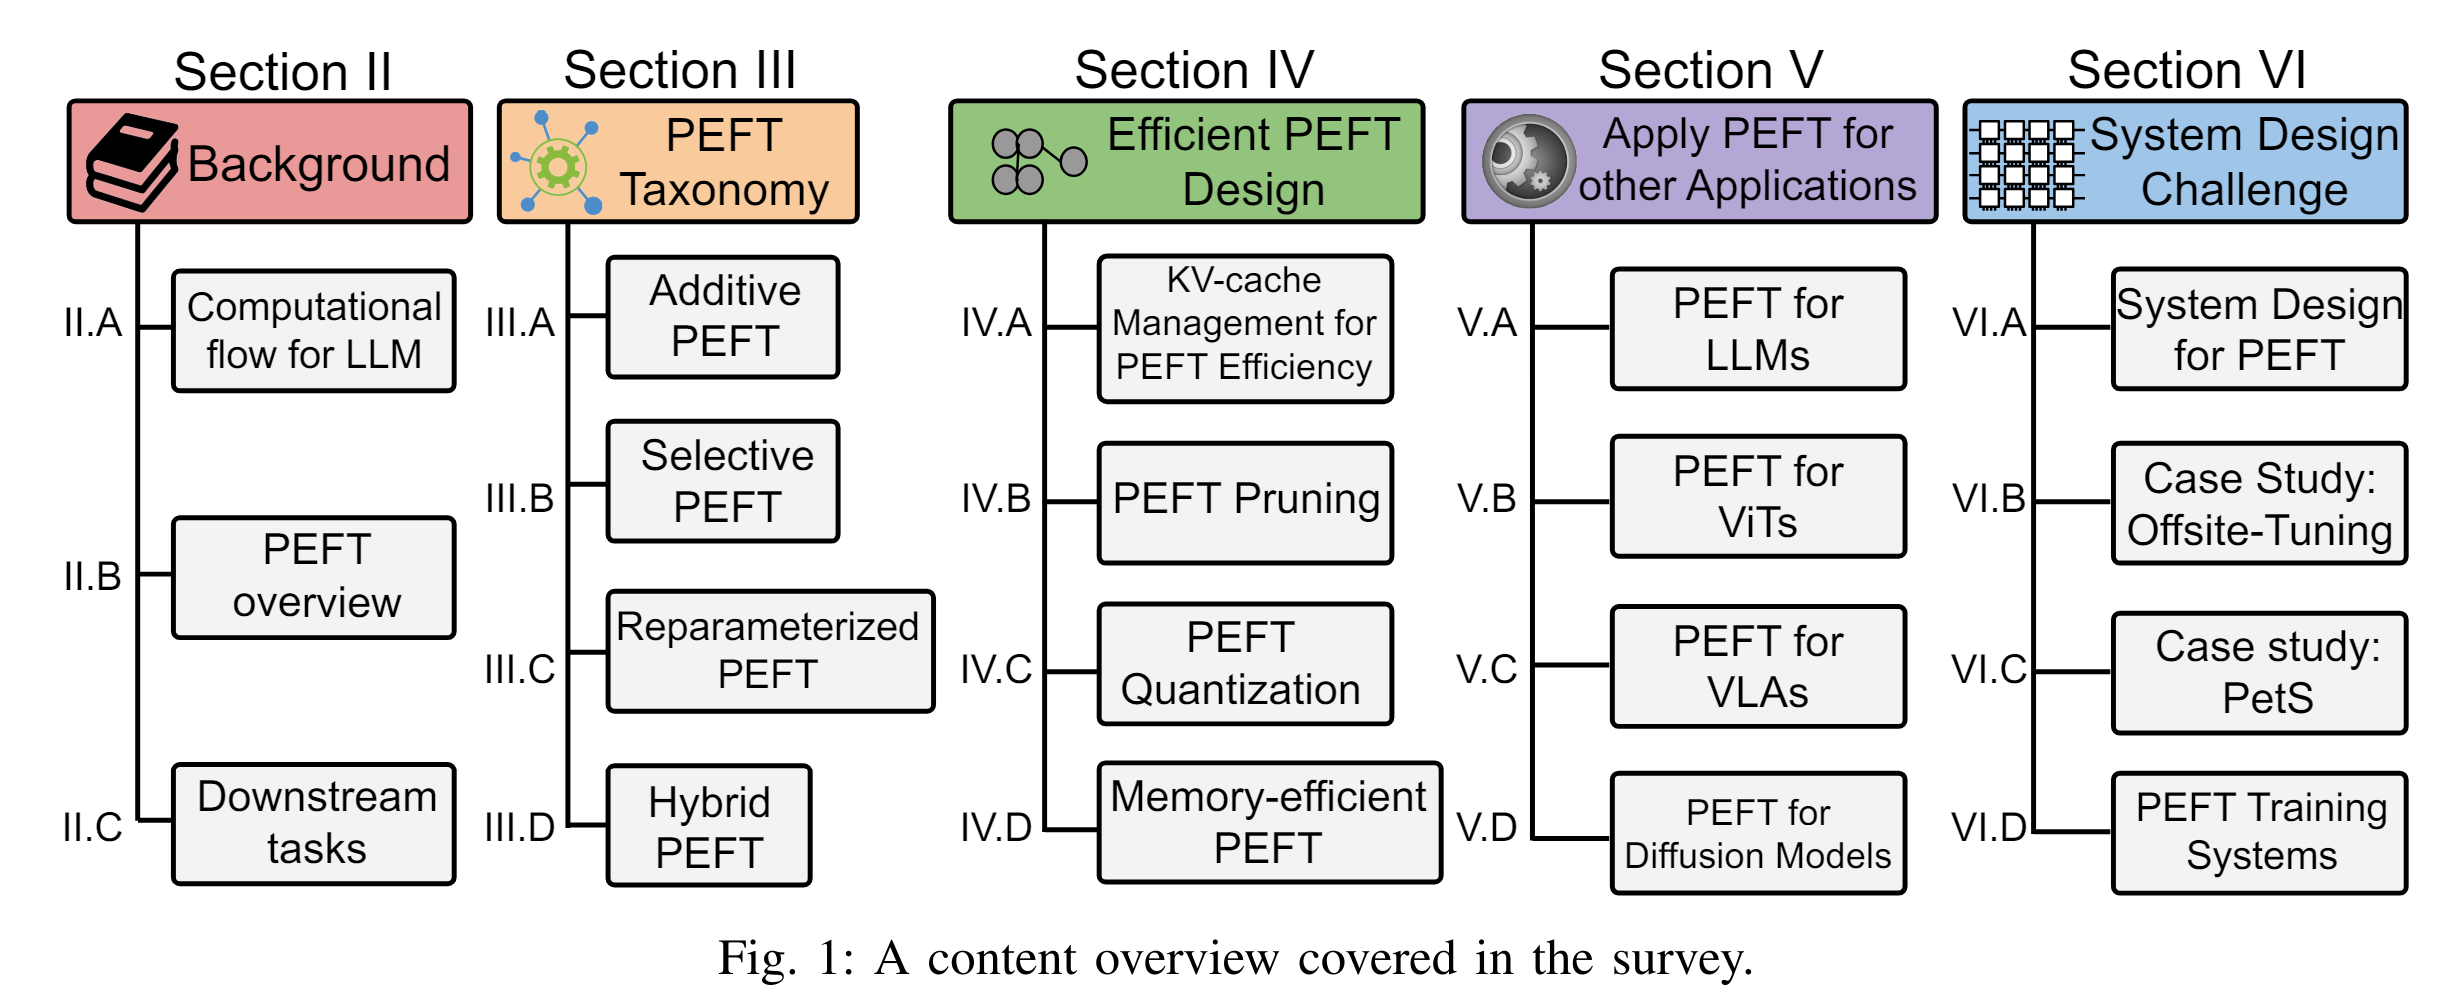 Section II
Background
II.A
Computational
flow for LLM
II.B
PEFT
overview
II.C
Downstream
tasks
Section III
PEFT
Taxonomy
III.A
Additive
PEFT
III.B
Selective
PEFT
III.C
Reparameterized
PEFT
III.D
Hybrid
PEFT
Section IV
Efficient PEFT
Design
IV.A
KV-cache
Management for
PEFT Efficiency
IV.B
PEFT Pruning
IV.C
PEFT
Quantization
IV.D
Memory-efficient
PEFT
Section V
Apply PEFT for
other Applications
V.A
PEFT for
LLMs
V.B
PEFT for
ViTs
V.C
PEFT for
VLAs
V.D
PEFT for
Diffusion Models
Section VI
System Design
Challenge
VI.A
System Design
for PEFT
VI.B
Case Study:
Offsite-Tuning
VI.C
Case study:
PetS
VI.D
PEFT Training
Systems
Fig. 1: A content overview covered in the survey.